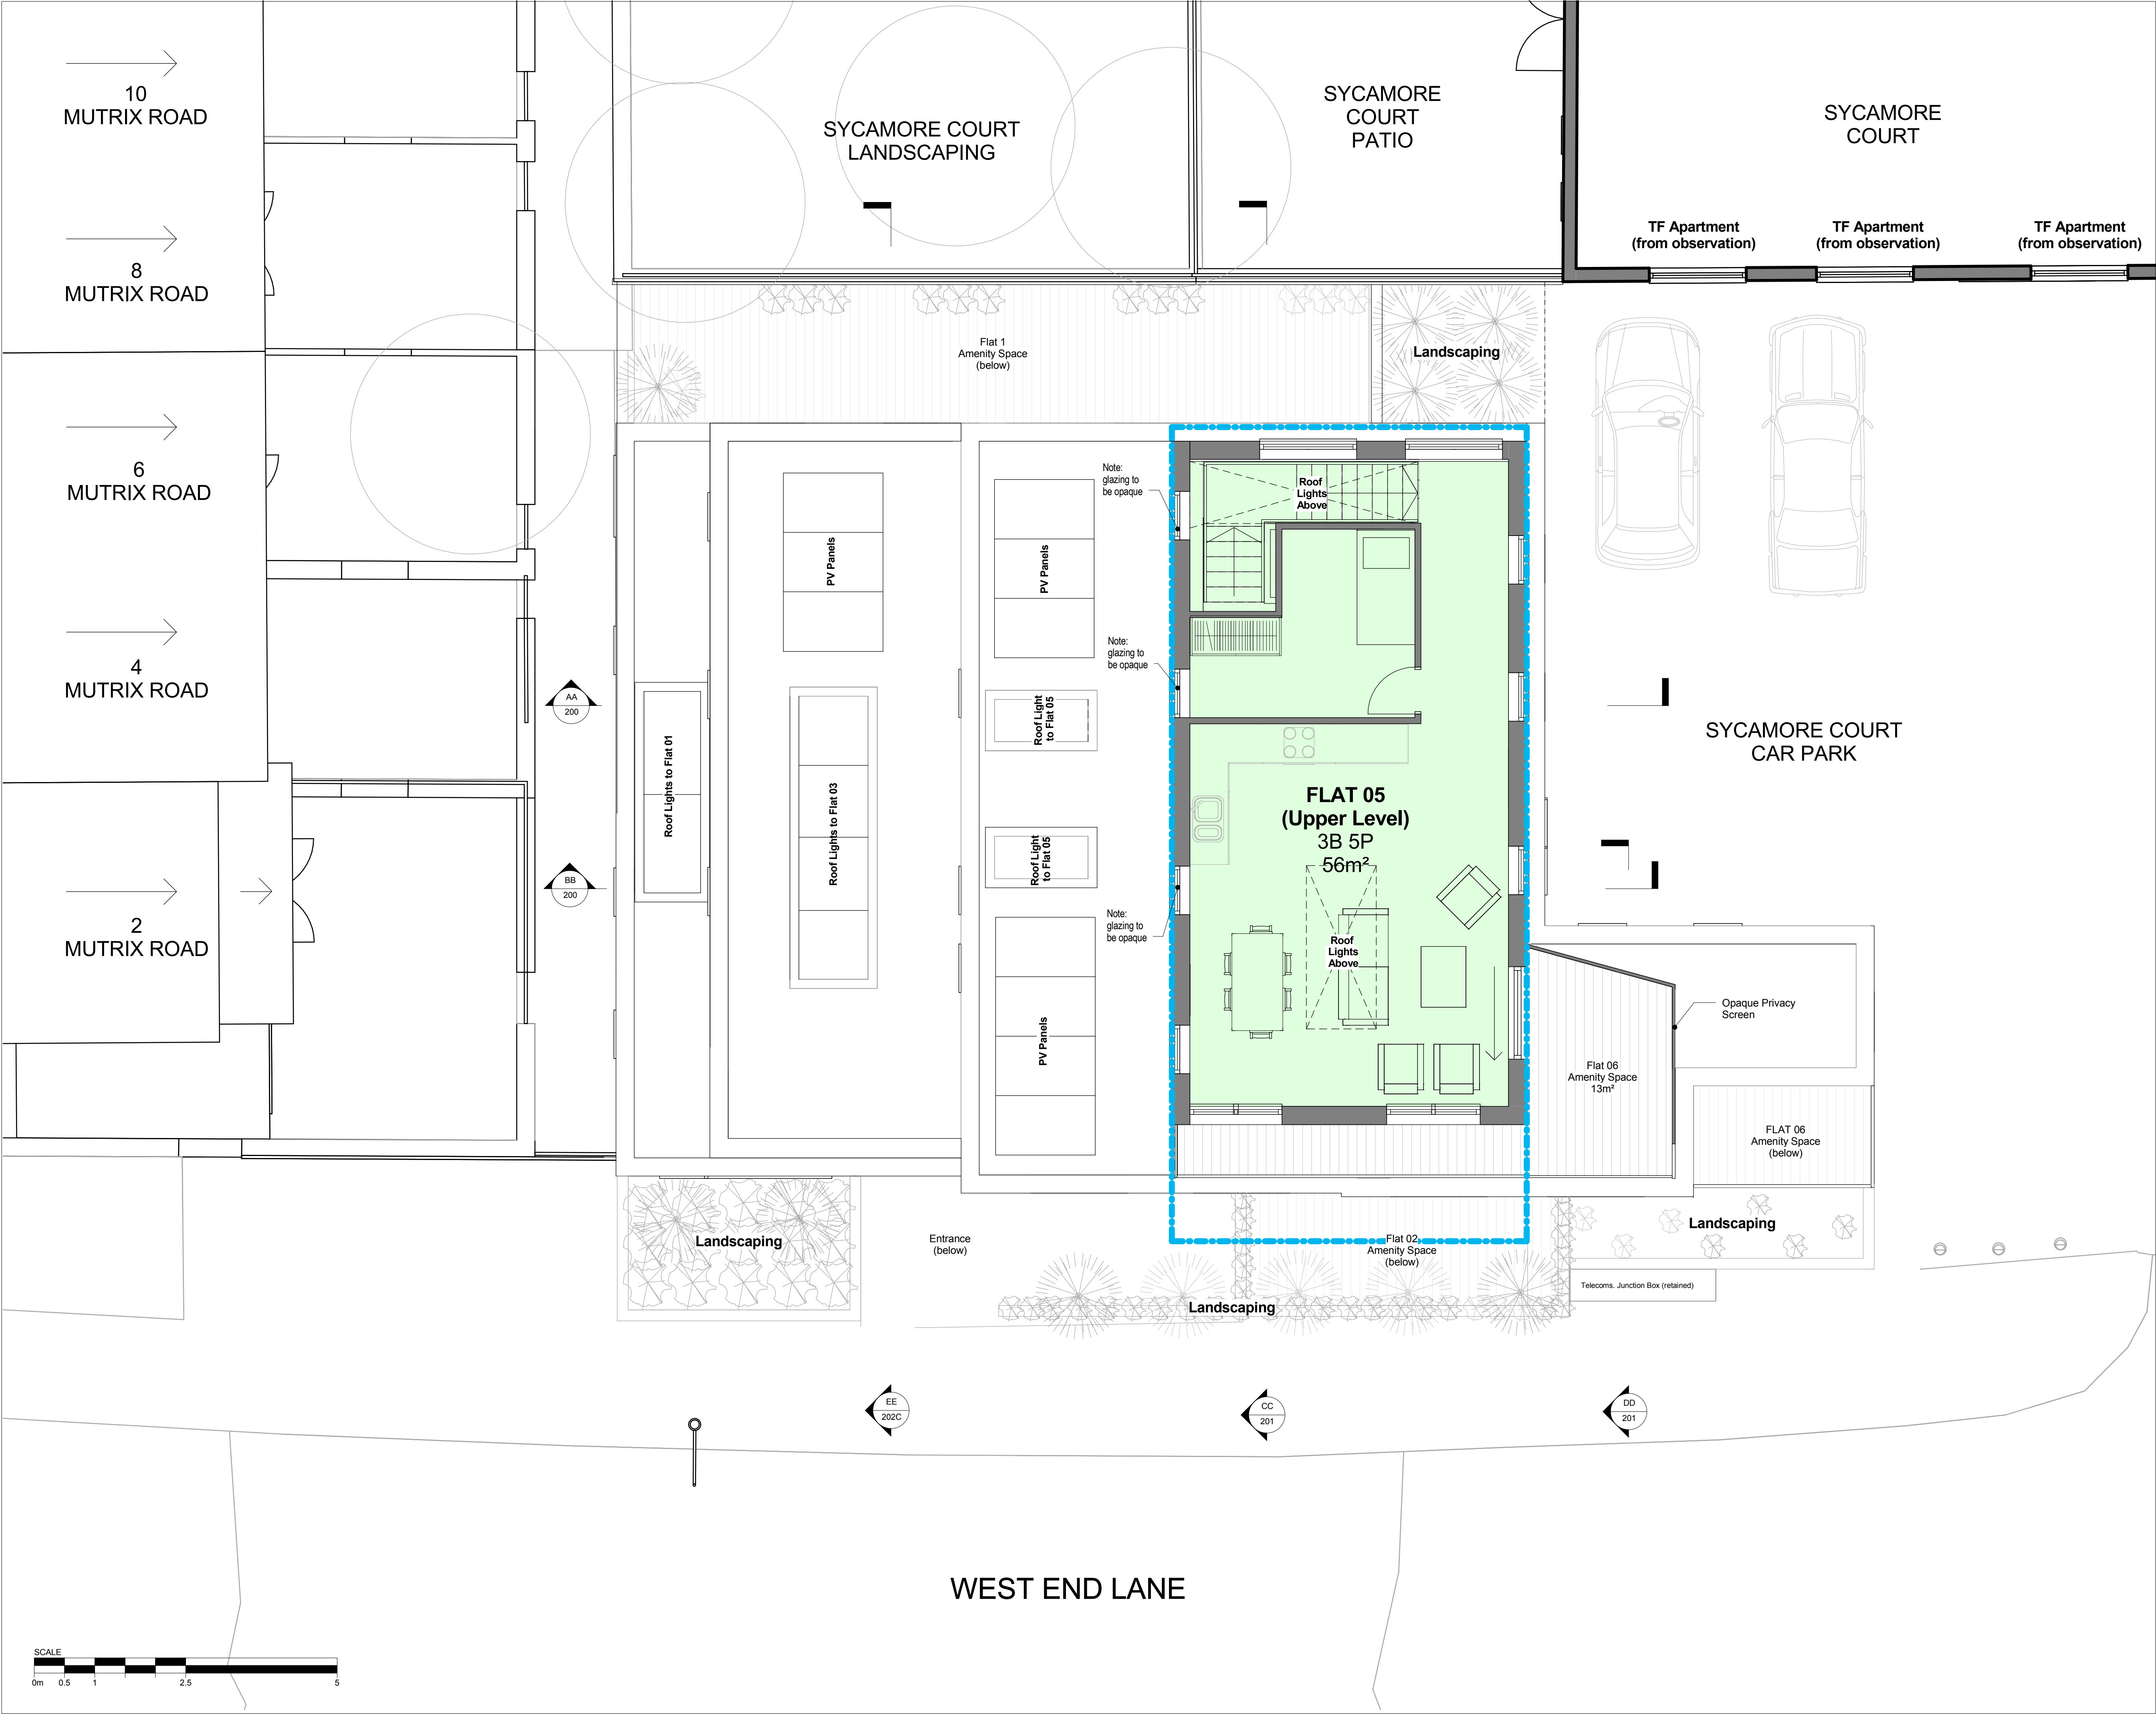 10
MUTRIX ROAD
8
MUTRIX ROAD
6
MUTRIX ROAD
4
MUTRIX ROAD
2
MUTRIX ROAD
SYCAMORE COURT
LANDSCAPING
SYCAMORE
COURT
PATIO
SYCAMORE
COURT
TF Apartment
(from observation)
TF Apartment
(from observation)
TF Apartment
(from observation)
Flat 1
Amenity Space
(below)
Landscaping
Note:
glazing to
be opaque
Roof
Lights
Above
PV Panels
PV Panels
Note:
glazing to
be opaque
AA
200
BB
200
Roof Lights to Flat 01
Roof Lights to Flat 03
Roof Light
to Flat 05
Roof Light
to Flat 05
PV Panels
Note:
glazing to
be opaque
FLAT 05
(Upper Level)
3B 5P
56m²
Roof
Lights
Above
SYCAMORE COURT
CAR PARK
Opaque Privacy
Screen
Flat 06
Amenity Space
13m²
FLAT 06
Amenity Space
(below)
Landscaping
Entrance
(below)
Flat 02
Amenity Space
(below)
Landscaping
Landscaping
Telecoms. Junction Box (retained)
EE
202C
CC
201
DD
201
WEST END LANE
SCALE
0m 0.5 1 2.5 5